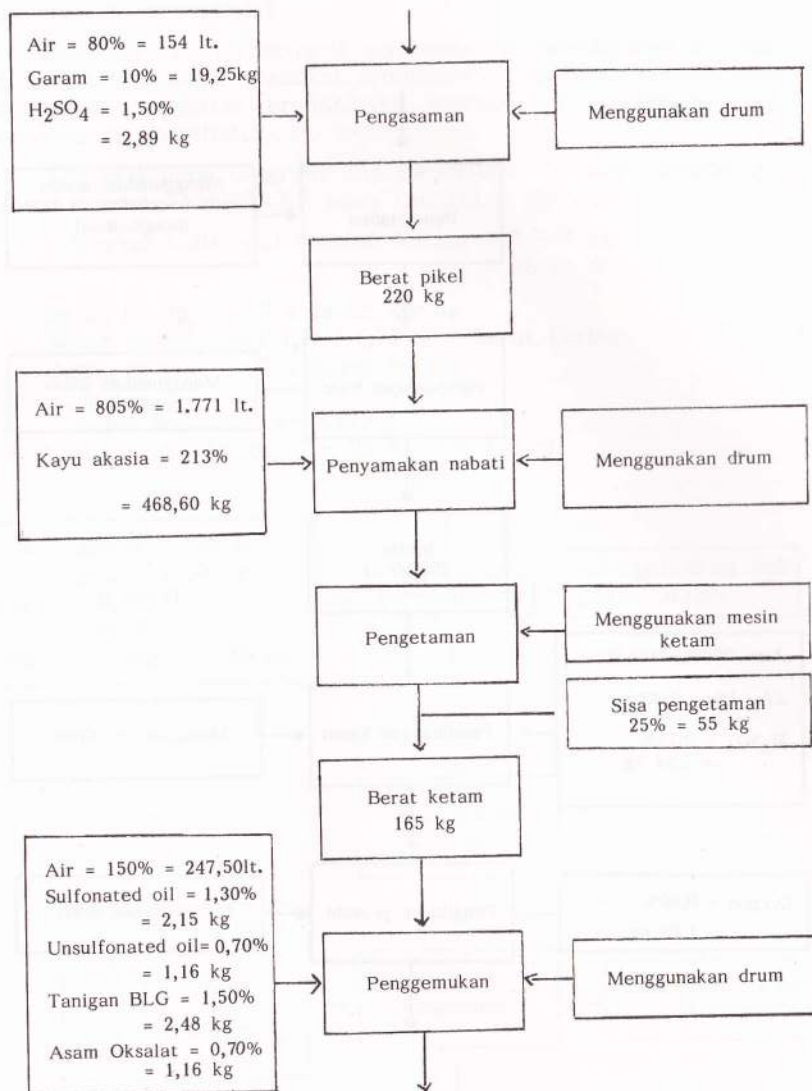 Air = 80% = 154 lt.
Garam = 10% = 19,25kg
H₂SO₄ = 1,50%
= 2,89 kg
Pengasaman
Menggunakan drum
Berat pikel
220 kg
Air = 805% = 1.771 lt.
Kayu akasia = 213%
= 468,60 kg
Penyamakan nabati
Menggunakan drum
Pengetaman
Menggunakan mesin
ketam
Sisa pengetaman
25% = 55 kg
Berat ketam
165 kg
Air = 150% = 247,50lt.
Sulfonated oil = 1,30%
= 2,15 kg
Unsulfonated oil= 0,70%
= 1,16 kg
Tanigan BLG = 1,50%
= 2,48 kg
Asam Oksalat = 0,70%
= 1,16 kg
Penggemukan
Menggunakan drum